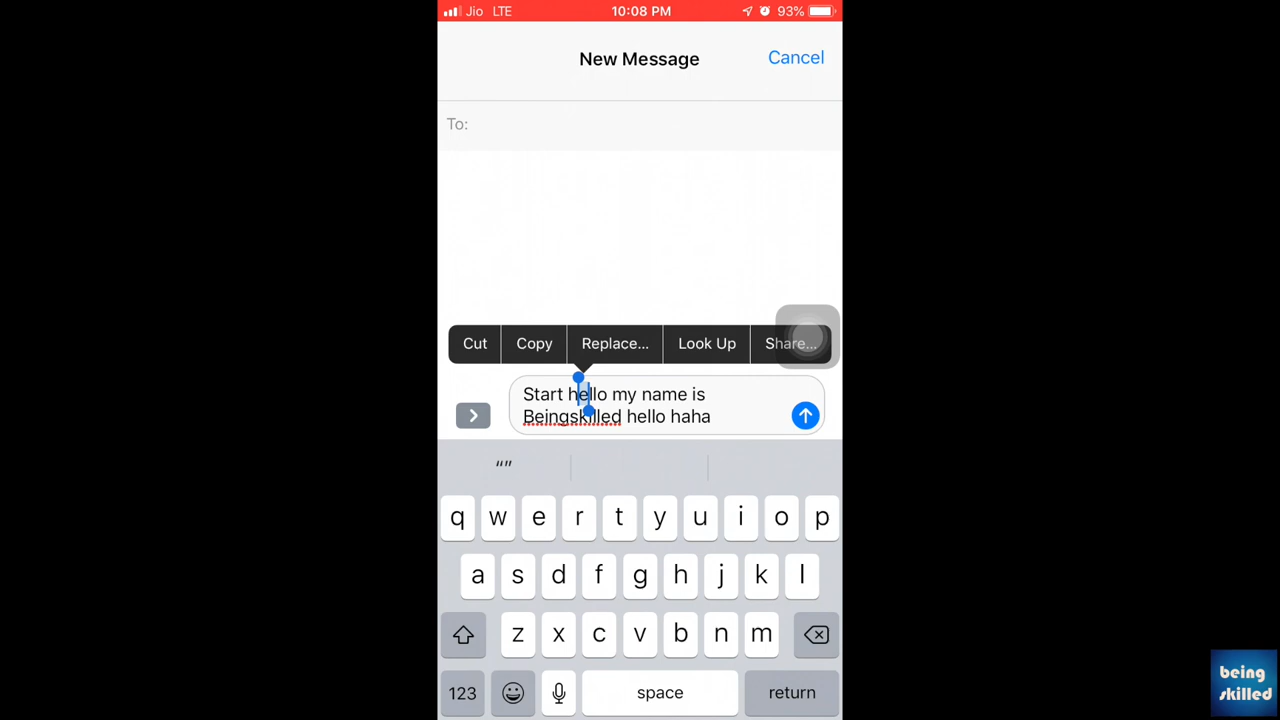 Jio LTE 10:08 PM 93%
New Message
Cancel
To:
Cut Copy Replace... Look Up Share...
Start hello my name is
Beingskilled hello haha
“”
q w e r t y u i o p
a s d f g h j k l
z x c v b n m
123 space return
being
skilled